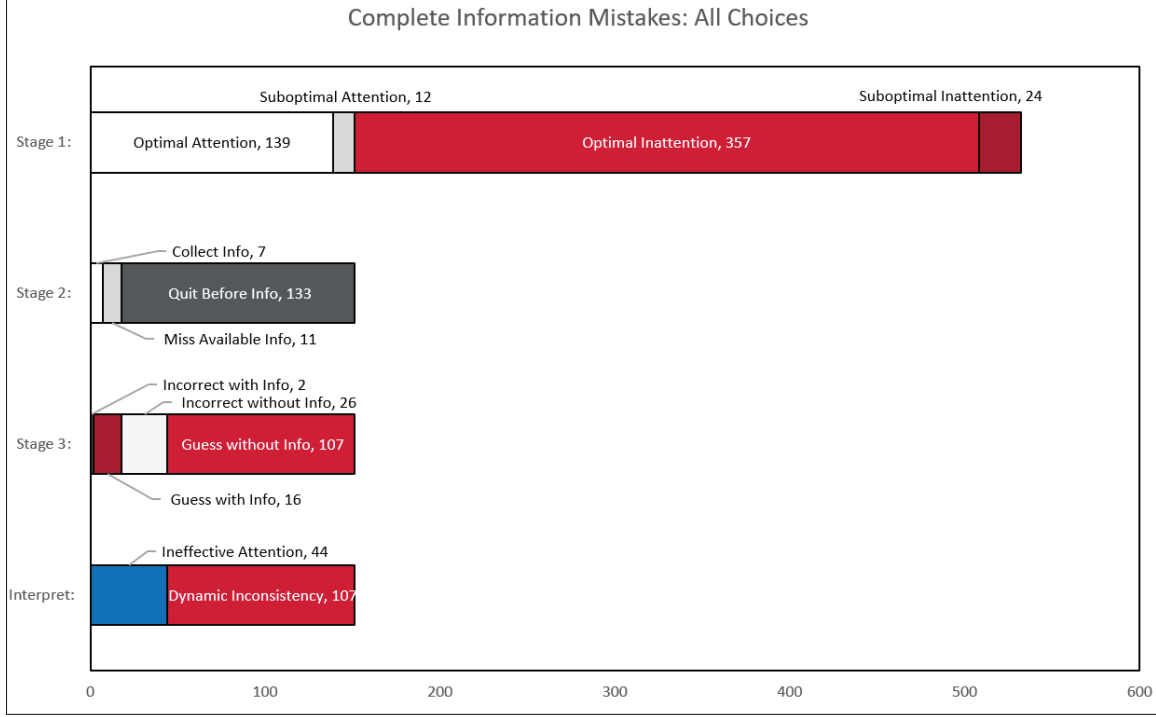 Complete Information Mistakes: All Choices
Suboptimal Attention, 12
Suboptimal Inattention, 24
Stage 1:
Optimal Attention, 139
Optimal Inattention, 357
Collect Info, 7
Stage 2:
Quit Before Info, 133
Miss Available Info, 11
Incorrect with Info, 2
Incorrect without Info, 26
Stage 3:
Guess without Info, 107
Guess with Info, 16
Ineffective Attention, 44
Interpret:
Dynamic Inconsistency, 107
0 100 200 300 400 500 600